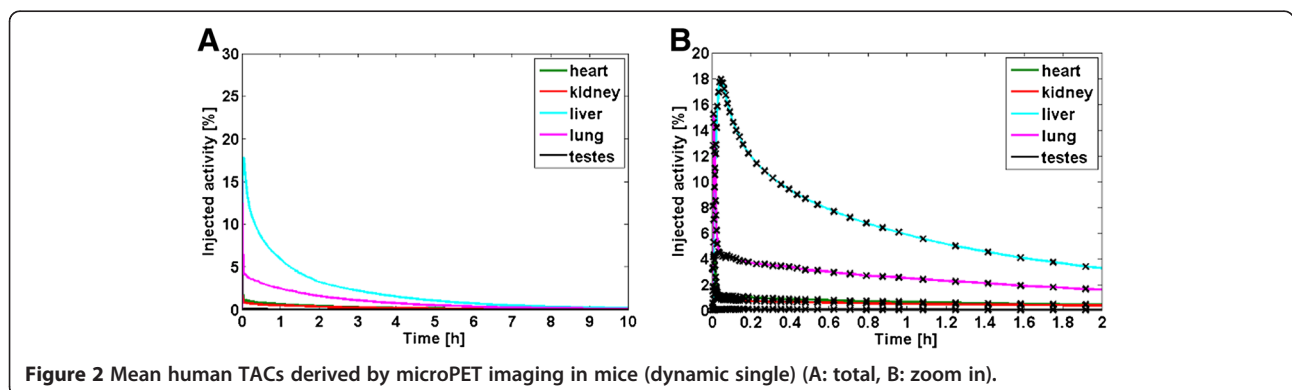 A
30
25
20
15
10
5
0
Injected activity [%]
0 1 2 3 4 5 6 7 8 9 10
Time [h]
heart
kidney
liver
lung
testes
B
20
18
16
14
12
10
8
6
4
2
0
Injected activity [%]
0 0.2 0.4 0.6 0.8 1 1.2 1.4 1.6 1.8 2
Time [h]
heart
kidney
liver
lung
testes
Figure 2 Mean human TACs derived by microPET imaging in mice (dynamic single) (A: total, B: zoom in).